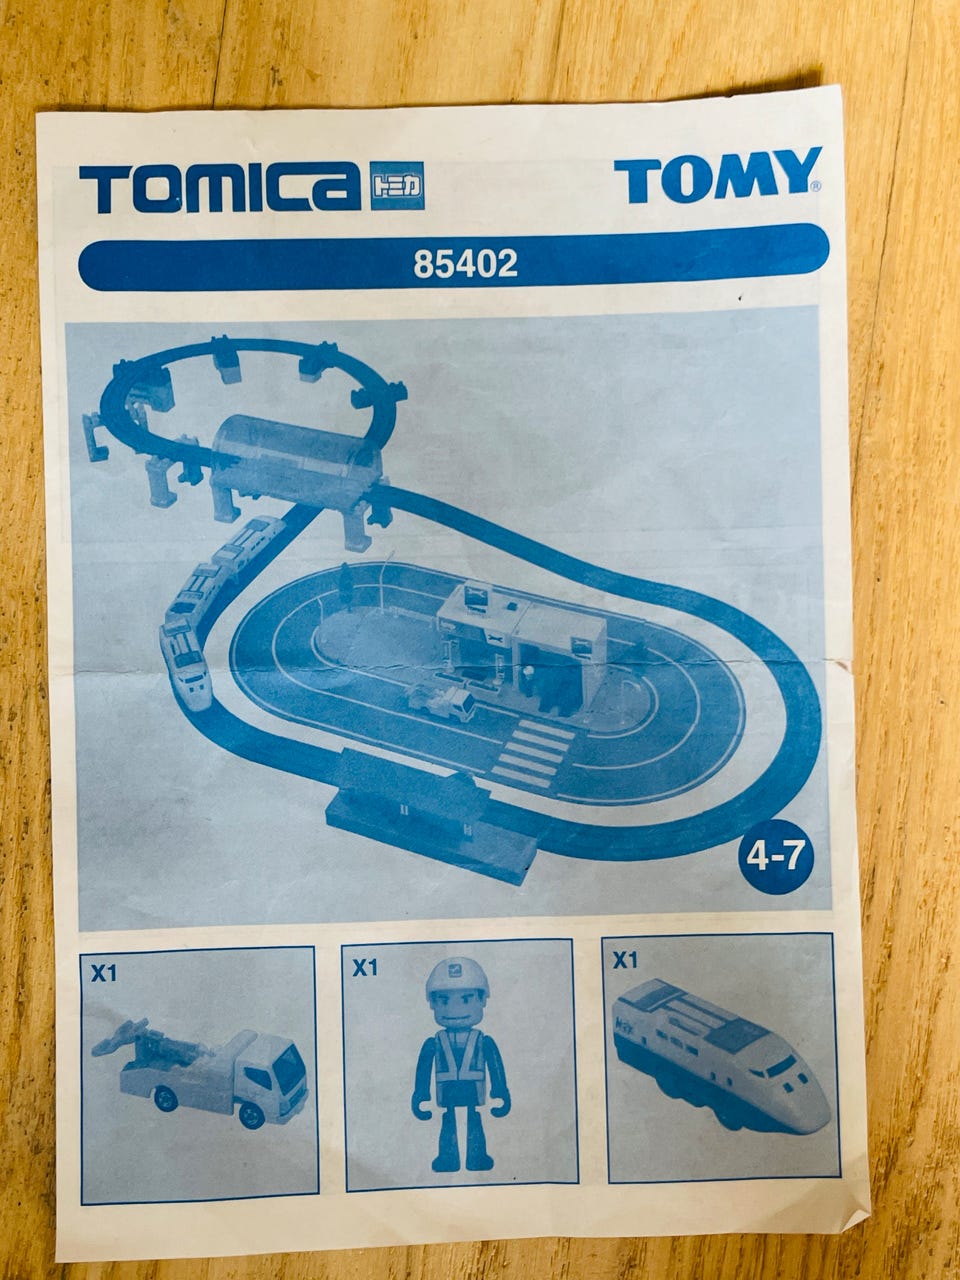 TOMICA トミカ TOMY®
85402
4-7
X1 X1 X1